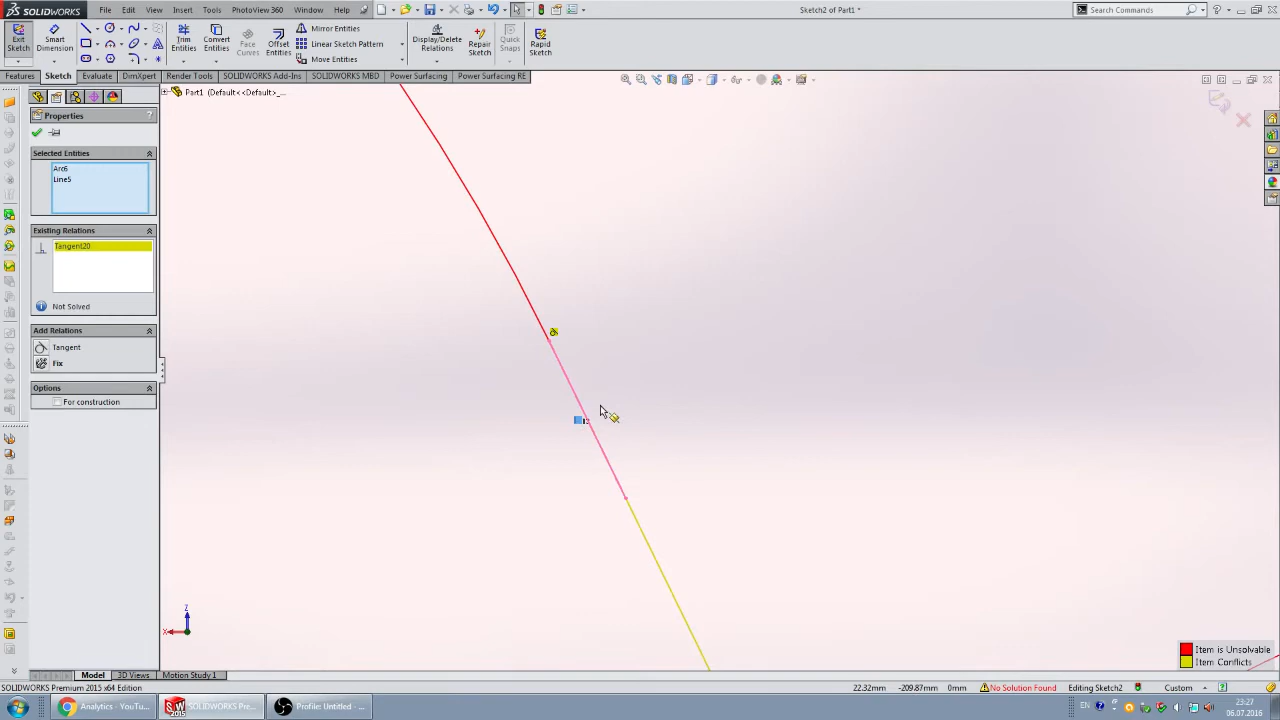 SOLIDWORKS
File Edit View Insert Tools PhotoView 360 Window Help
Sketch2 of Part1 *
Search Commands
Exit Sketch
Smart Dimension
Trim Entities
Convert Entities
Face Curves
Offset Entities
Mirror Entities
Linear Sketch Pattern
Move Entities
Display/Delete Relations
Repair Sketch
Quick Snaps
Rapid Sketch
Features Sketch Evaluate DimXpert Render Tools SOLIDWORKS Add-Ins SOLIDWORKS MBD Power Surfacing Power Surfacing RE
Part1 (Default<<Default>_...
Properties ?
Selected Entities
Arc6
Line5
Existing Relations
Tangent20
Not Solved
Add Relations
Tangent
Fix
Options
For construction
Z
X
Item is Unsolvable
Item Conflicts
Model 3D Views Motion Study 1
SOLIDWORKS Premium 2015 x64 Edition
22.32mm -209.87mm 0mm No Solution Found Editing Sketch2 Custom
Analytics - YouTu...
SOLIDWORKS Pre...
Profile: Untitled - ...
EN
23:27
06.07.2016